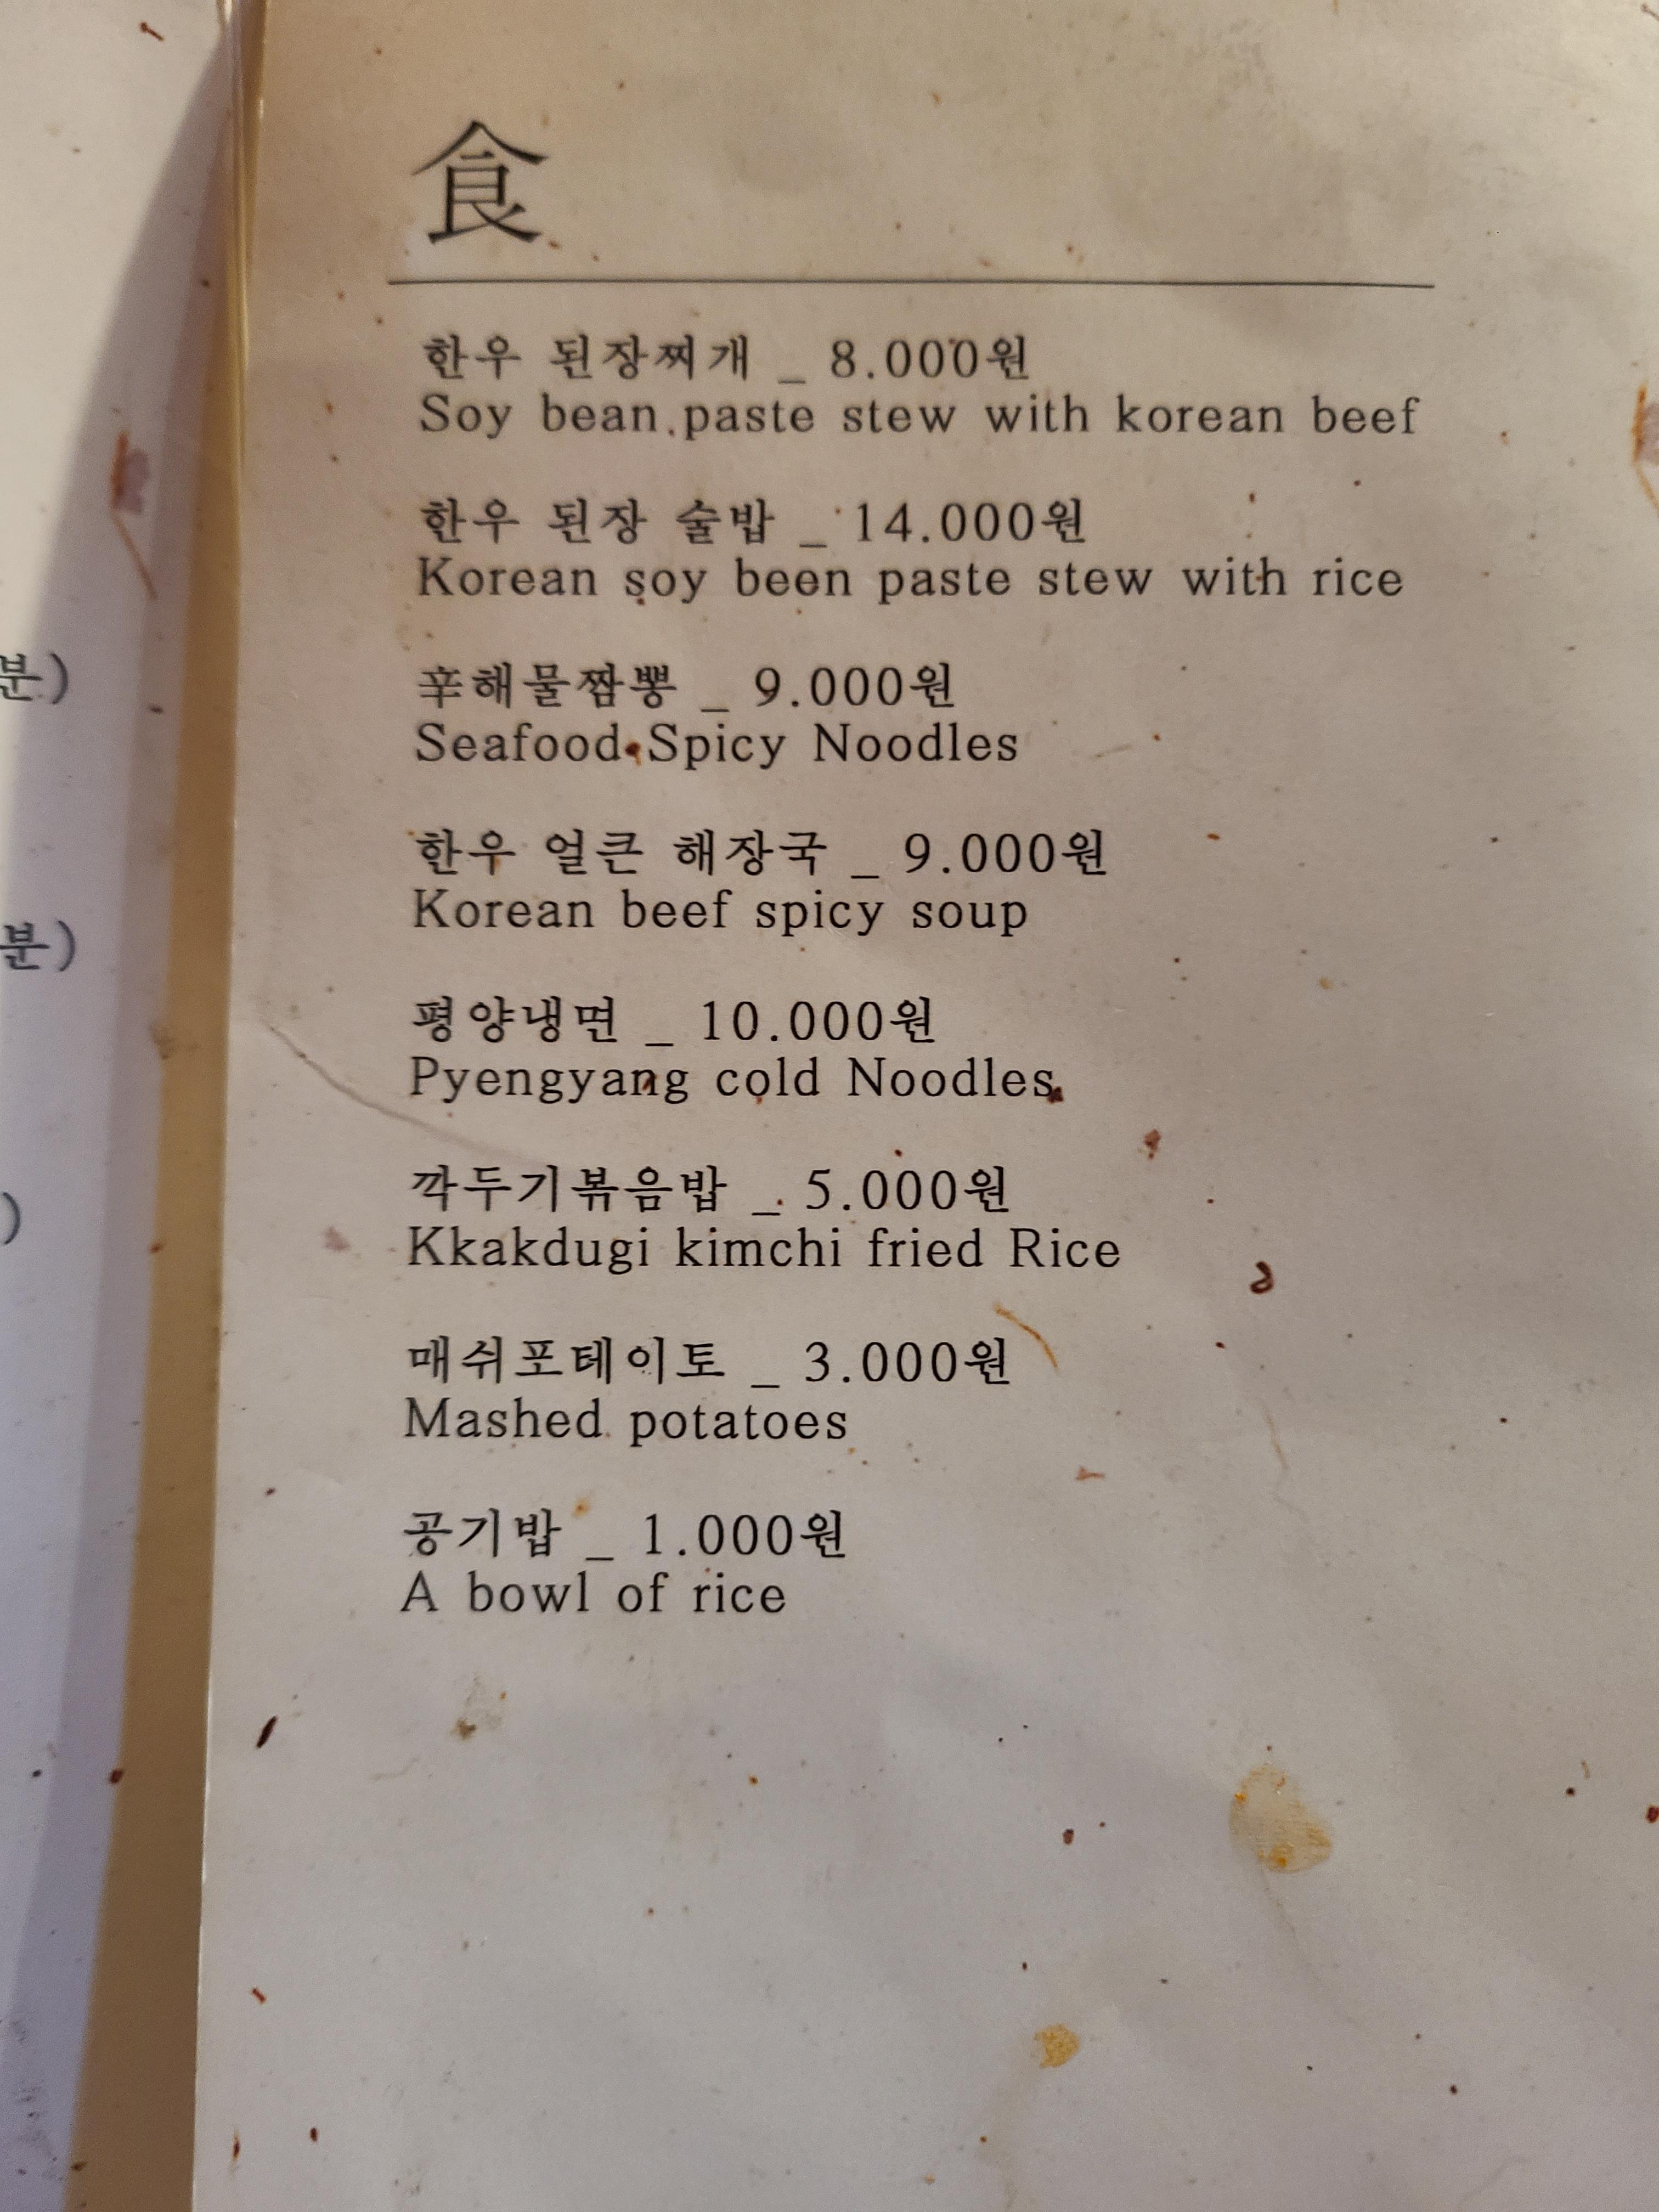 食
한우 된장찌개 _ 8.000원
Soy bean paste stew with korean beef
한우 된장 술밥 _ 14.000원
Korean soy been paste stew with rice
辛해물짬뽕 _ 9.000원
Seafood Spicy Noodles
한우 얼큰 해장국 _ 9.000원
Korean beef spicy soup
평양냉면 _ 10.000원
Pyengyang cold Noodles
깍두기볶음밥 _ 5.000원
Kkakdugi kimchi fried Rice
매쉬포테이토 _ 3.000원
Mashed potatoes
공기밥 _ 1.000원
A bowl of rice
분)
분)
)